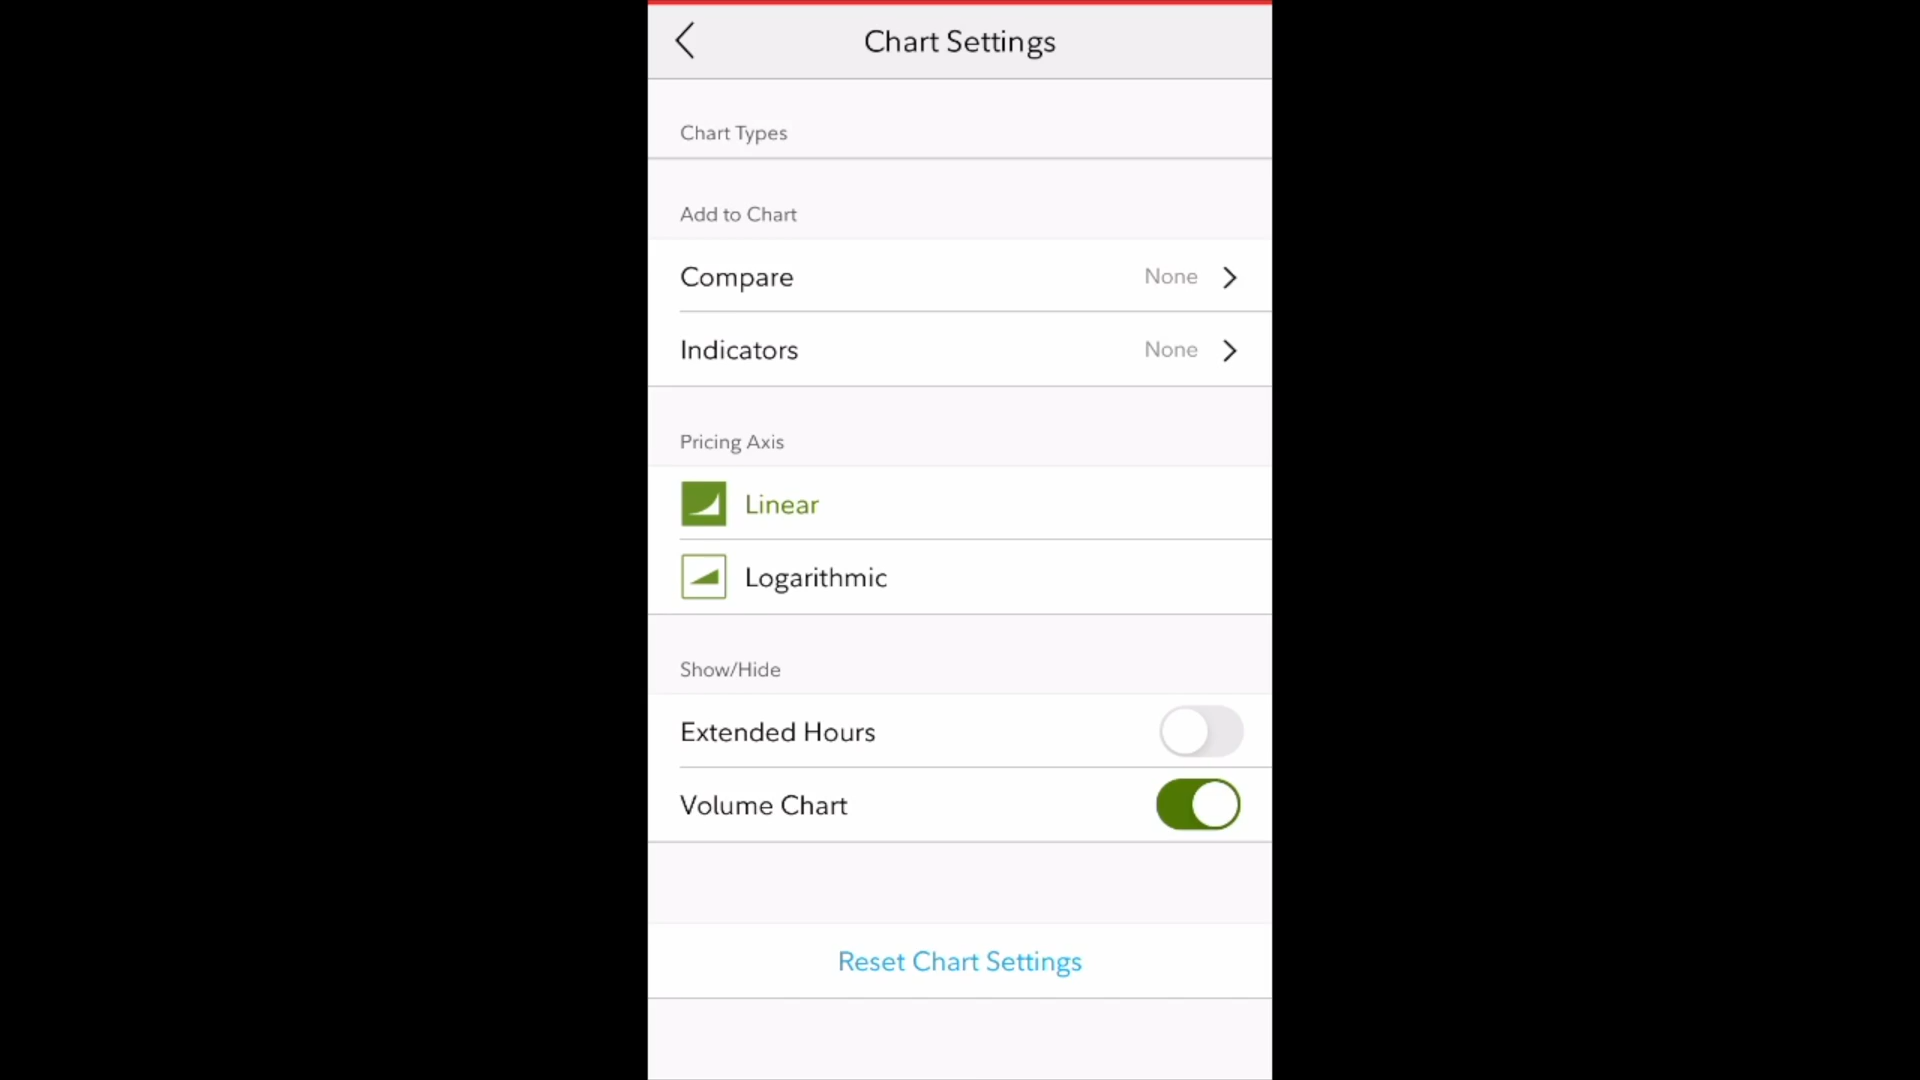 Chart Settings
Chart Types
Add to Chart
Compare None
Indicators None
Pricing Axis
Linear
Logarithmic
Show/Hide
Extended Hours
Volume Chart
Reset Chart Settings